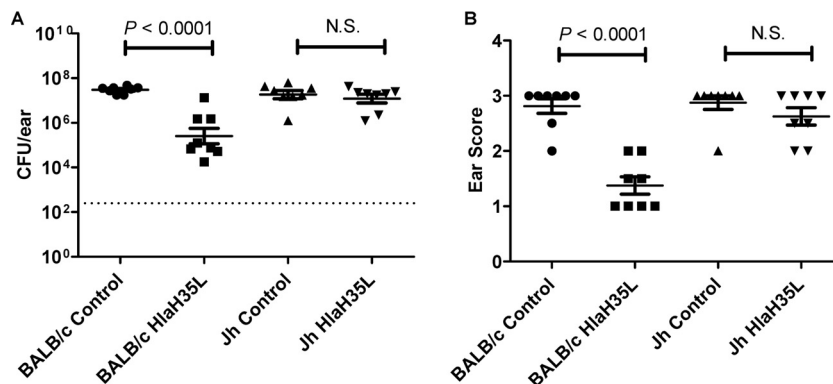 A
P < 0.0001
N.S.
10¹⁰
10⁸
10⁶
10⁴
10²
10⁰
CFU/ear
BALB/c Control
BALB/c HlaH35L
Jh Control
Jh HlaH35L
B
P < 0.0001
N.S.
4
3
2
1
0
Ear Score
BALB/c Control
BALB/c HlaH35L
Jh Control
Jh HlaH35L